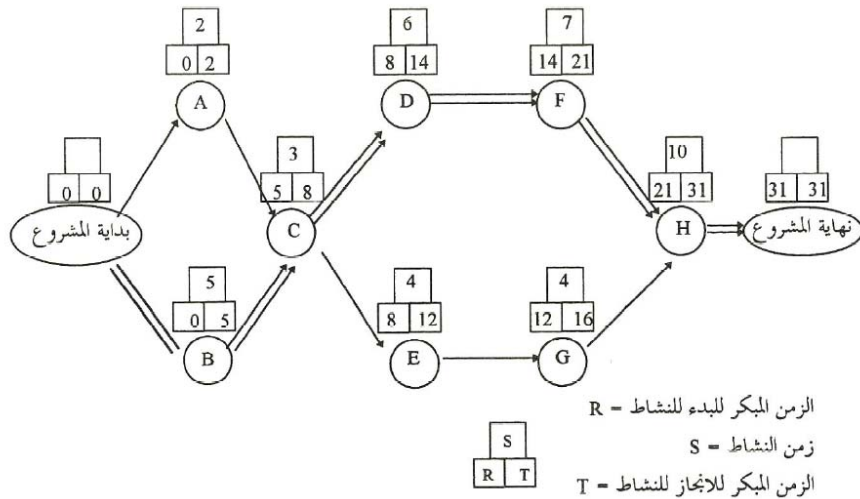 2
0 2
A
6
8 14
D
7
14 21
F
0 0
بداية المشروع
3
5 8
C
10
21 31
H
31 31
نهاية المشروع
5
0 5
B
4
8 12
E
4
12 16
G
R = الزمن المبكر للبدء للنشاط
S = زمن النشاط
T = الزمن المبكر للانجاز للنشاط
S
R T